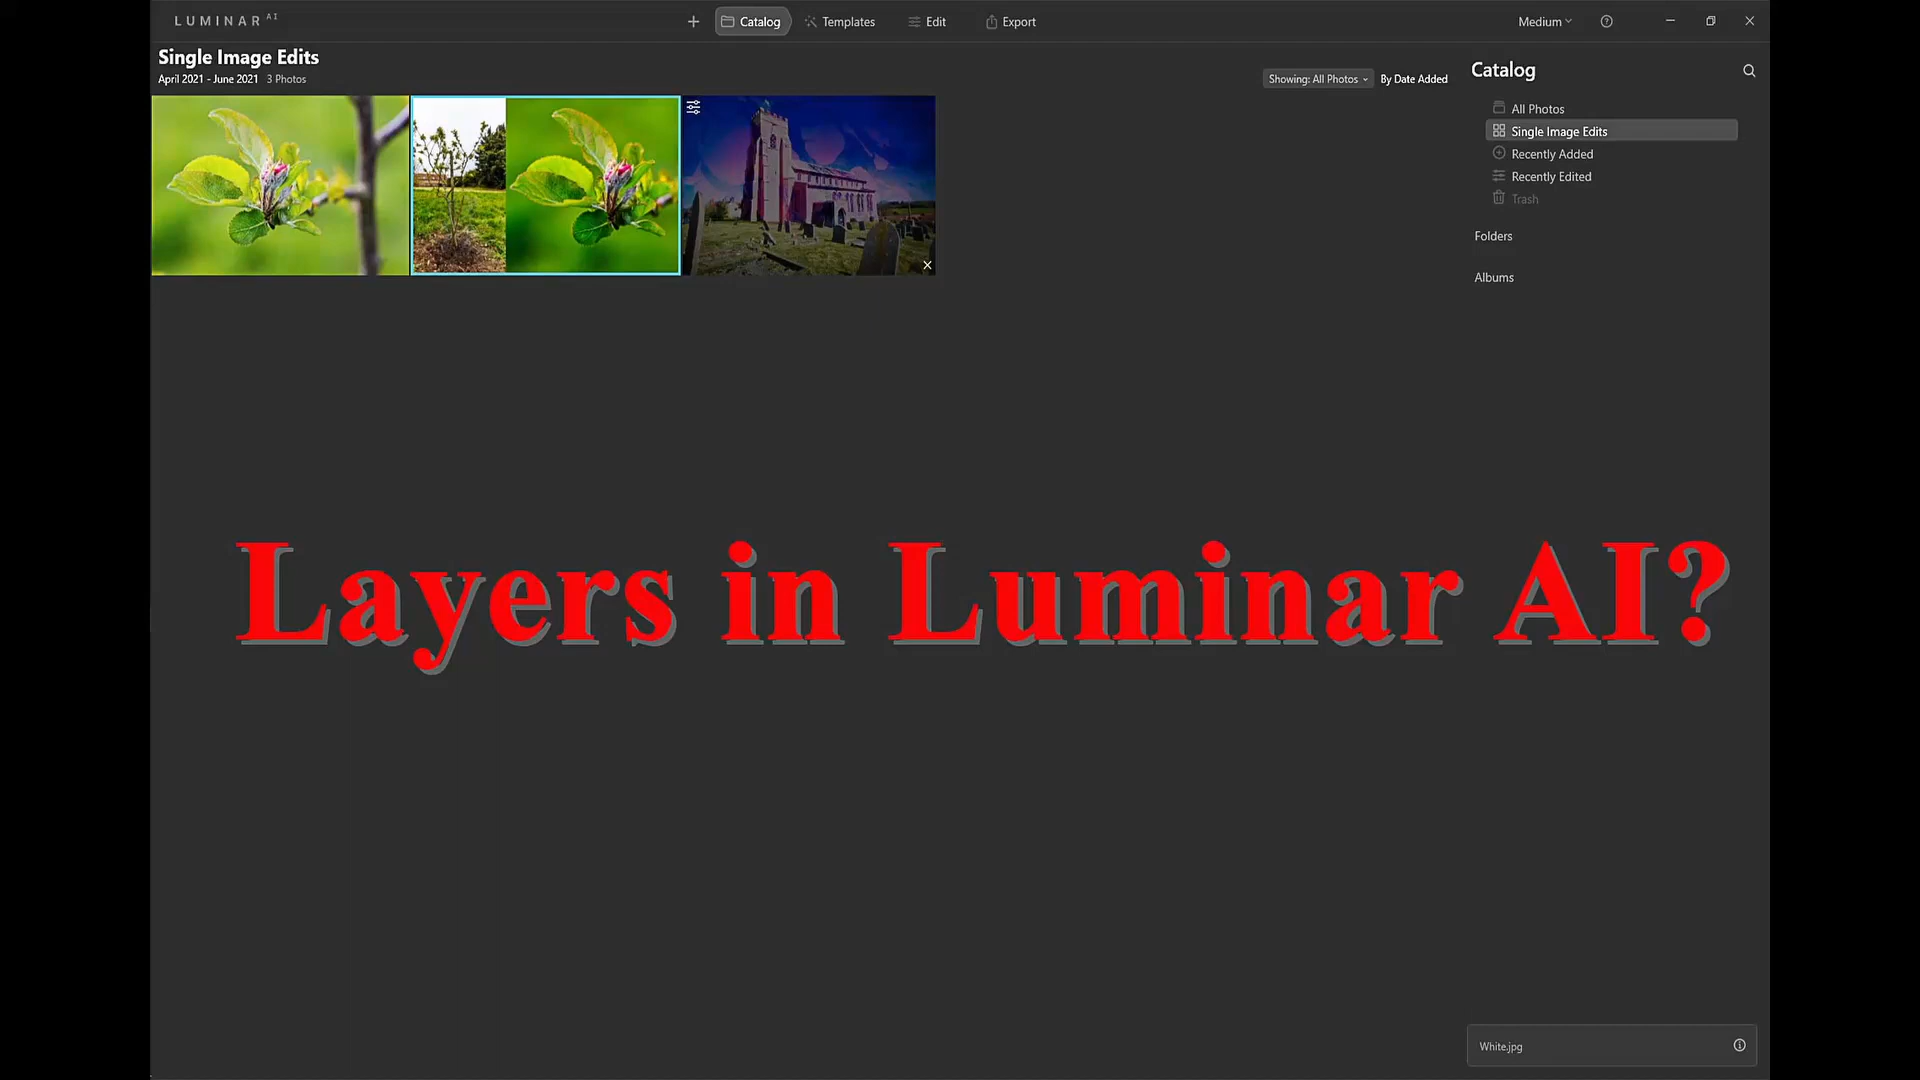 LUMINAR AI
Catalog
Templates
Edit
Export
Medium
Single Image Edits
April 2021 - June 2021 3 Photos
Showing: All Photos
By Date Added
Catalog
All Photos
Single Image Edits
Recently Added
Recently Edited
Trash
Folders
Albums
Layers in Luminar AI?
White.jpg